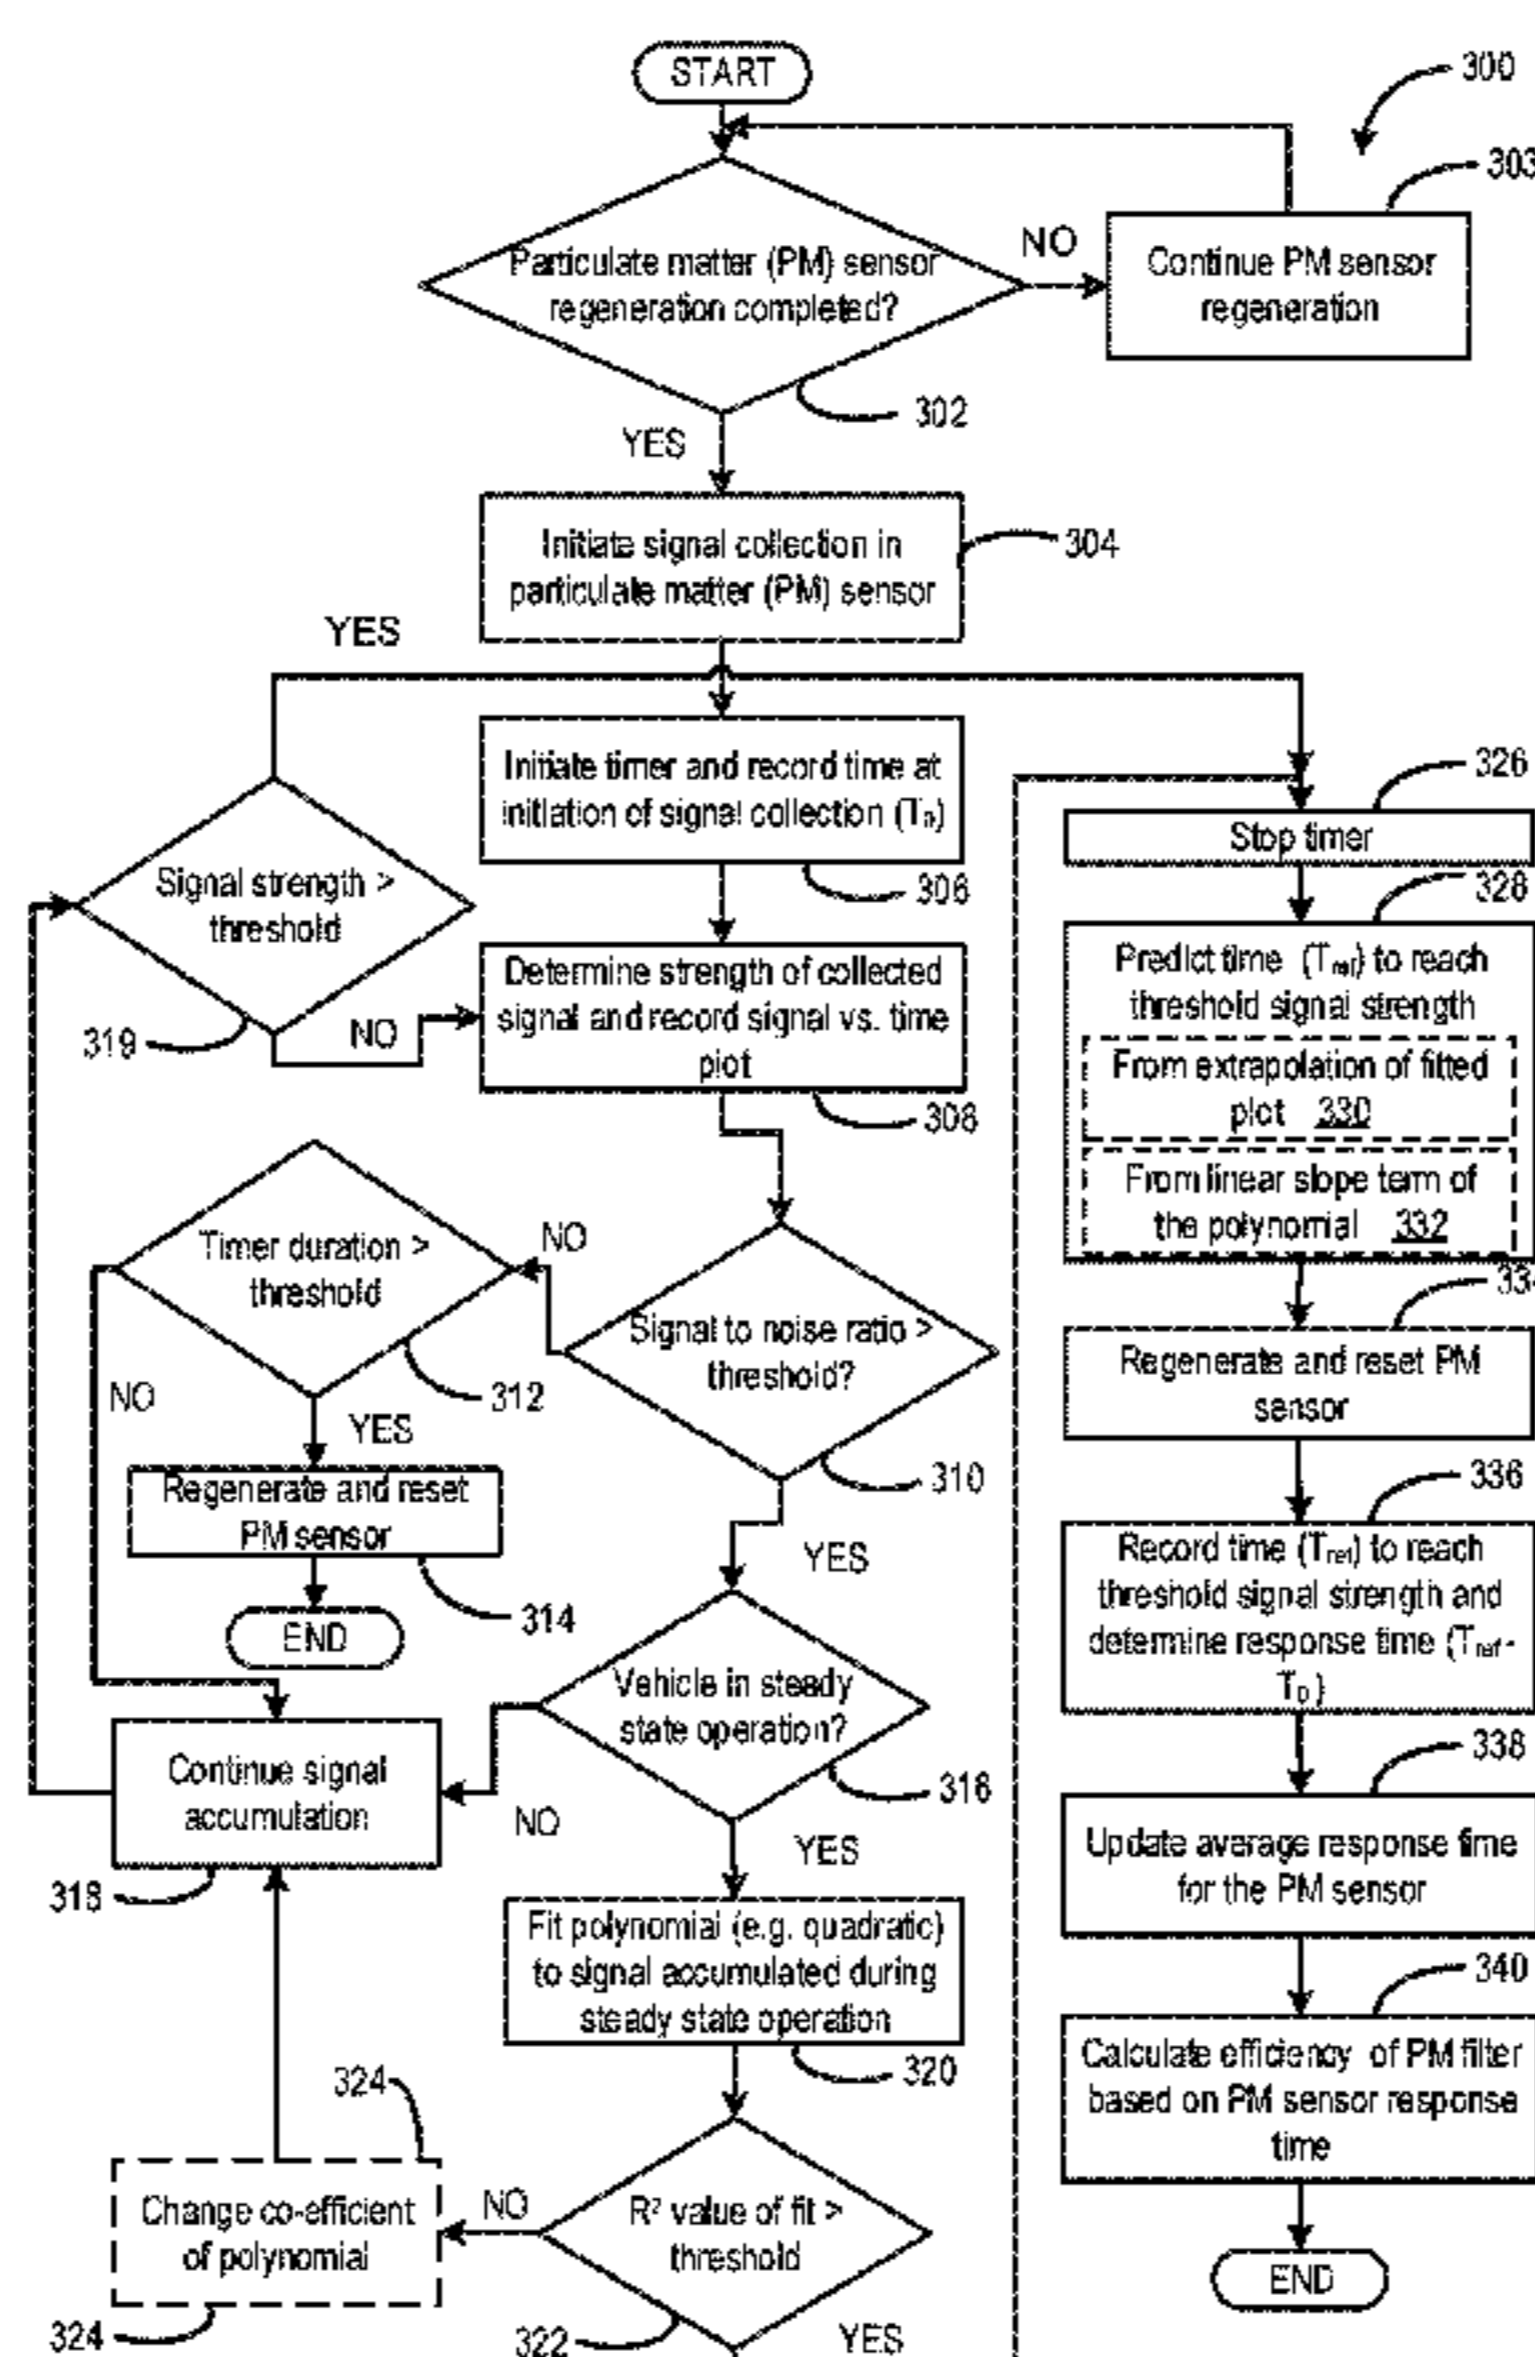 START
300
303
Particulate matter (PM) sensor
regeneration completed?
NO
Continue PM sensor
regeneration
302
YES
Initiate signal collection in
particulate matter (PM) sensor
304
YES
Initiate timer and record time at
initiation of signal collection (T₀)
306
Signal strength >
threshold
319
NO
Determine strength of collected
signal and record signal vs. time
plot
308
Timer duration >
threshold
NO
312
NO
YES
Signal to noise ratio >
threshold?
310
Regenerate and reset
PM sensor
314
END
YES
Vehicle in steady
state operation?
316
NO
Continue signal
accumulation
318
YES
Fit polynomial (e.g. quadratic)
to signal accumulated during
steady state operation
320
324
Change co-efficient
of polynomial
324
NO
R² value of fit >
threshold
322
YES
326
Stop timer
328
Predict time (Tref) to reach
threshold signal strength
From extrapolation of fitted
plot 330
From linear slope term of
the polynomial 332
Regenerate and reset PM
sensor
336
Record time (Tref) to reach
threshold signal strength and
determine response time (Tref -
T₀)
338
Update average response time
for the PM sensor
340
Calculate efficiency of PM filter
based on PM sensor response
time
END